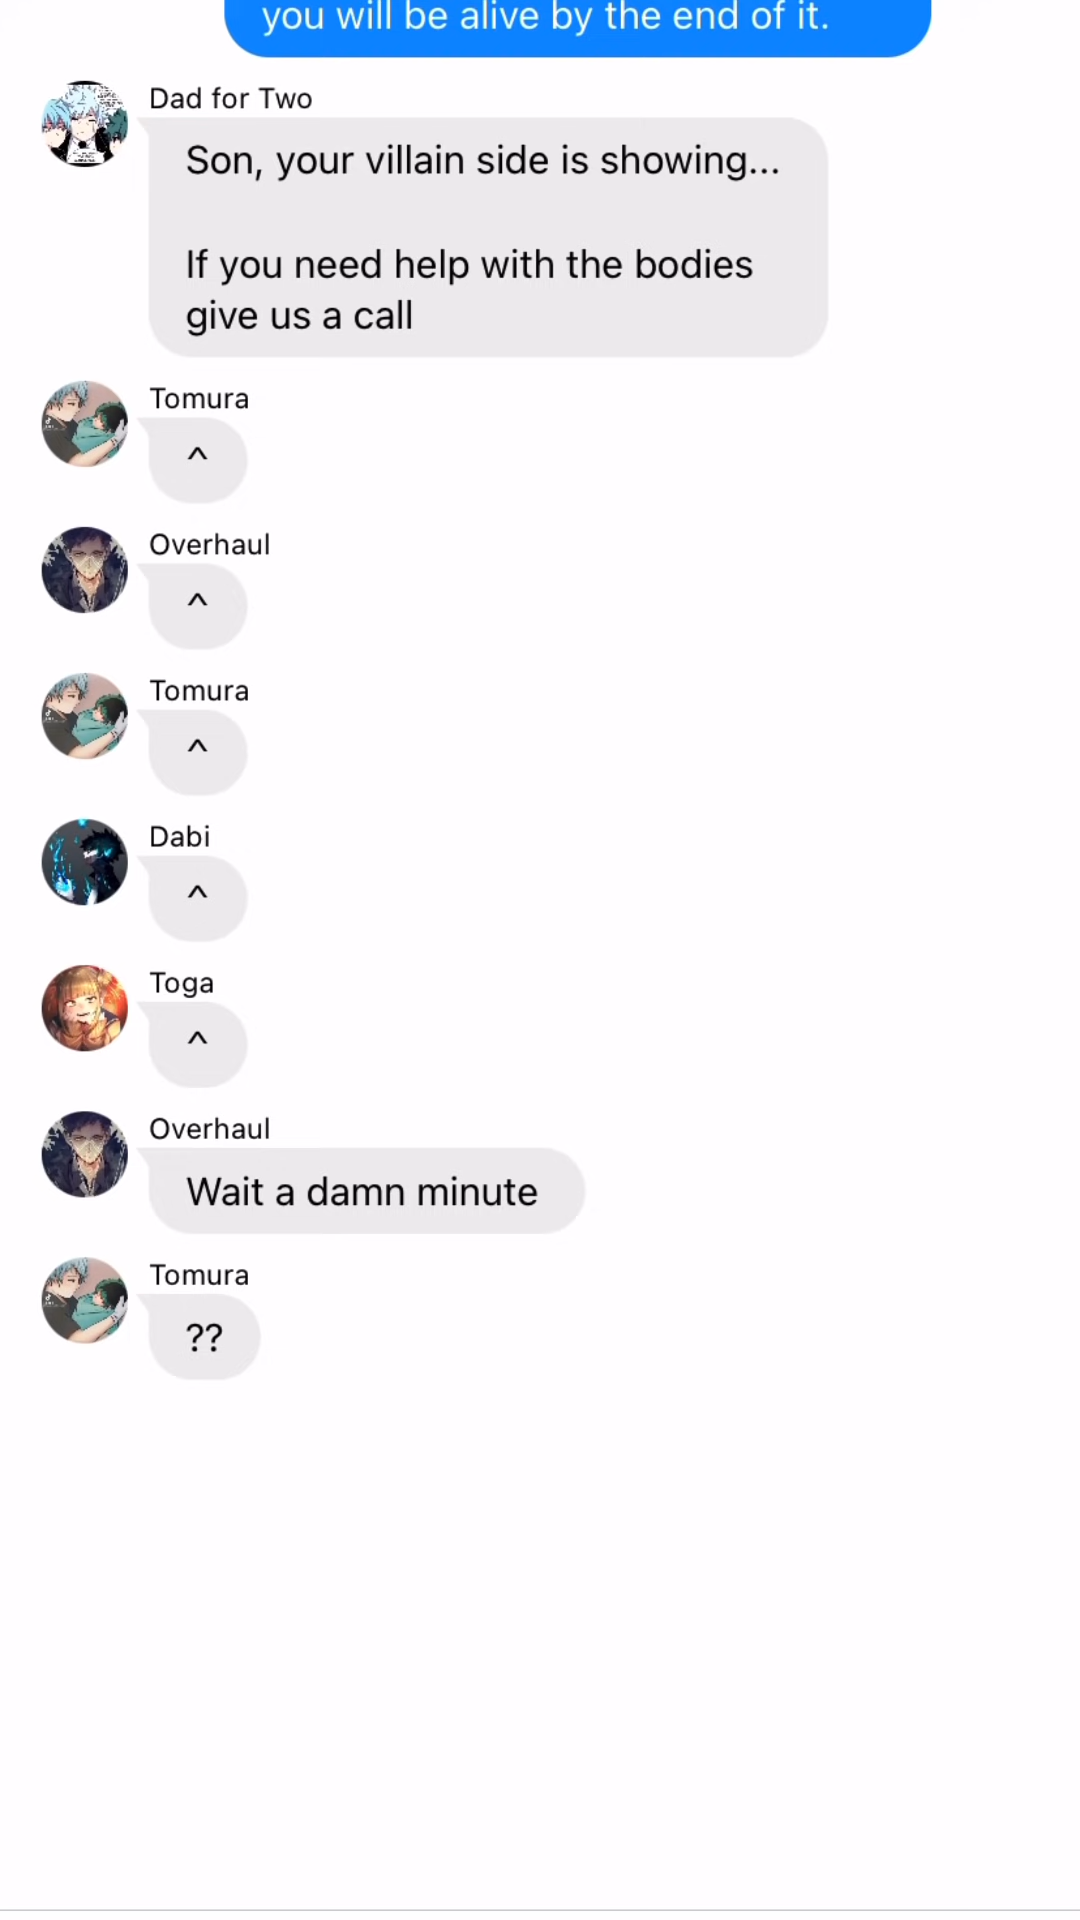 you will be alive by the end of it.
Dad for Two
Son, your villain side is showing...
If you need help with the bodies
give us a call
Tomura
^
Overhaul
^
Tomura
^
Dabi
^
Toga
^
Overhaul
Wait a damn minute
Tomura
??